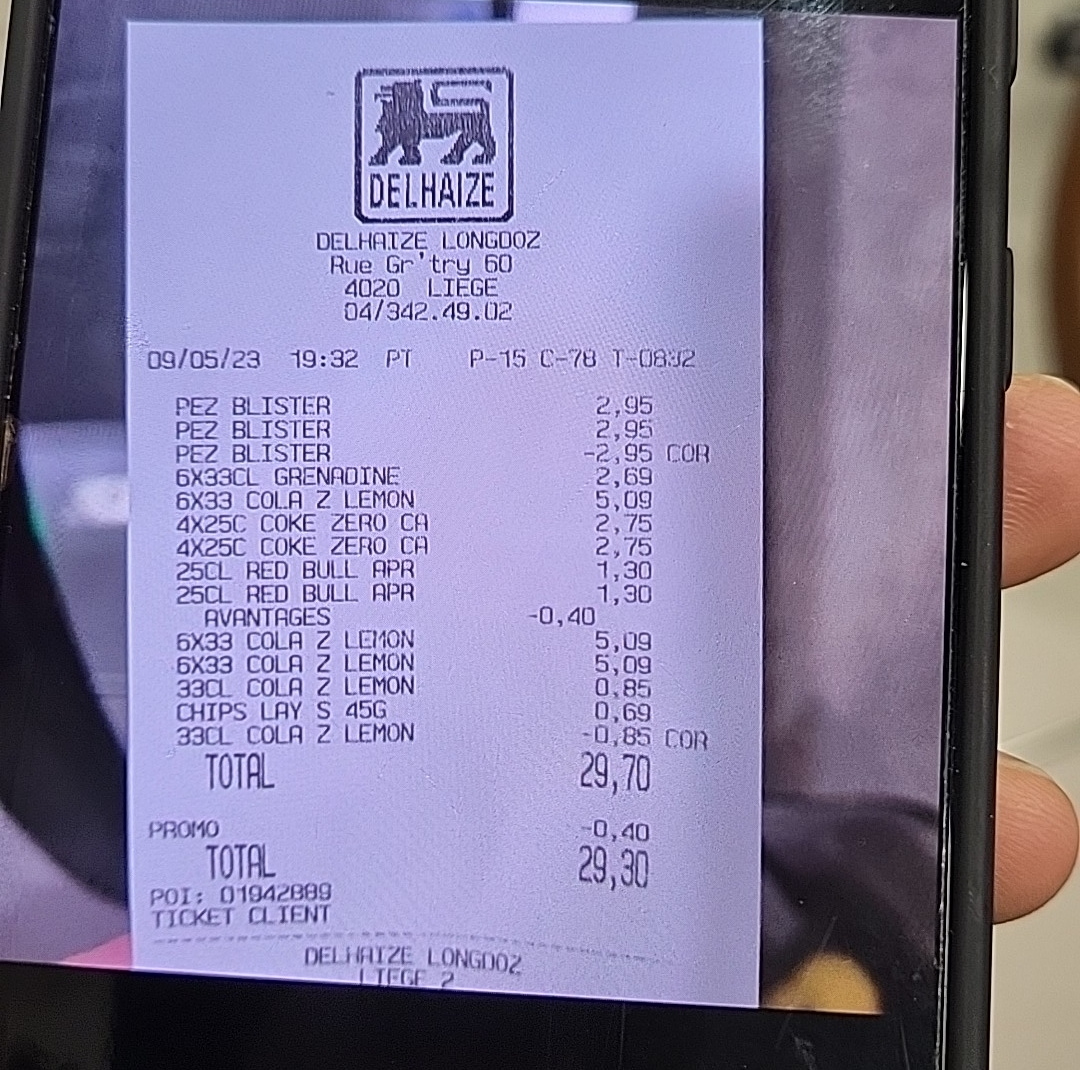 DELHAIZE
DELHAIZE LONGDOZ
Rue Gr'try 60
4020 LIEGE
04/342.49.02
09/05/23 19:32 PT P-15 C-78 T-0832
PEZ BLISTER 2,95
PEZ BLISTER 2,95
PEZ BLISTER -2,95 COR
6X33CL GRENADINE 2,69
6X33 COLA Z LEMON 5,09
4X25C COKE ZERO CA 2,75
4X25C COKE ZERO CA 2,75
25CL RED BULL APR 1,30
25CL RED BULL APR 1,30
AVANTAGES -0,40
6X33 COLA Z LEMON 5,09
6X33 COLA Z LEMON 5,09
33CL COLA Z LEMON 0,85
CHIPS LAY S 45G 0,69
33CL COLA Z LEMON -0,85 COR
TOTAL 29,70
PROMO -0,40
TOTAL 29,30
POI: 01942889
TICKET CLIENT
DELHAIZE LONGDOZ
LIEGE 2